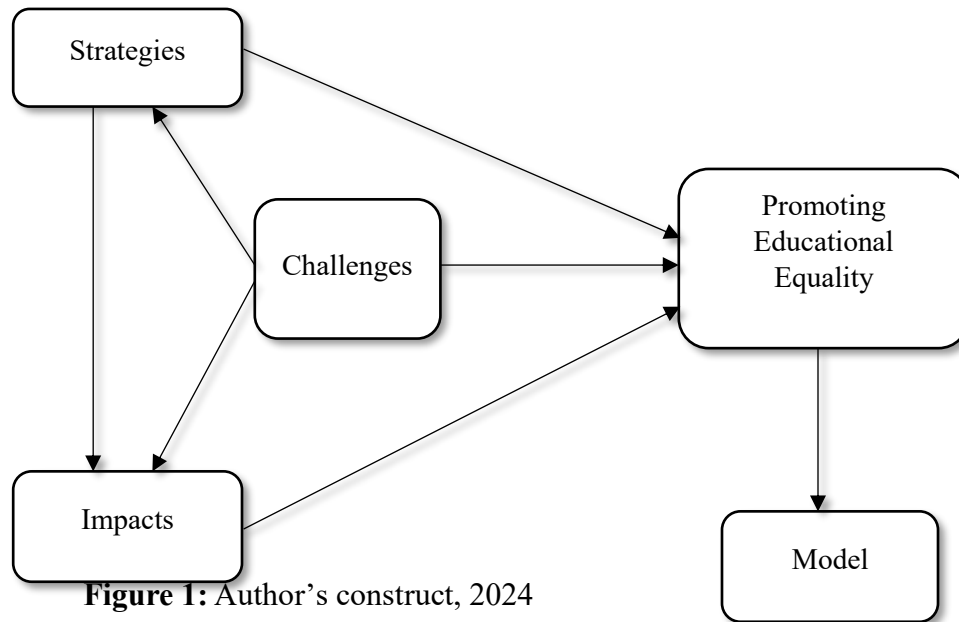 Strategies
Challenges
Promoting
Educational
Equality
Impacts
Model
Figure 1: Author’s construct, 2024